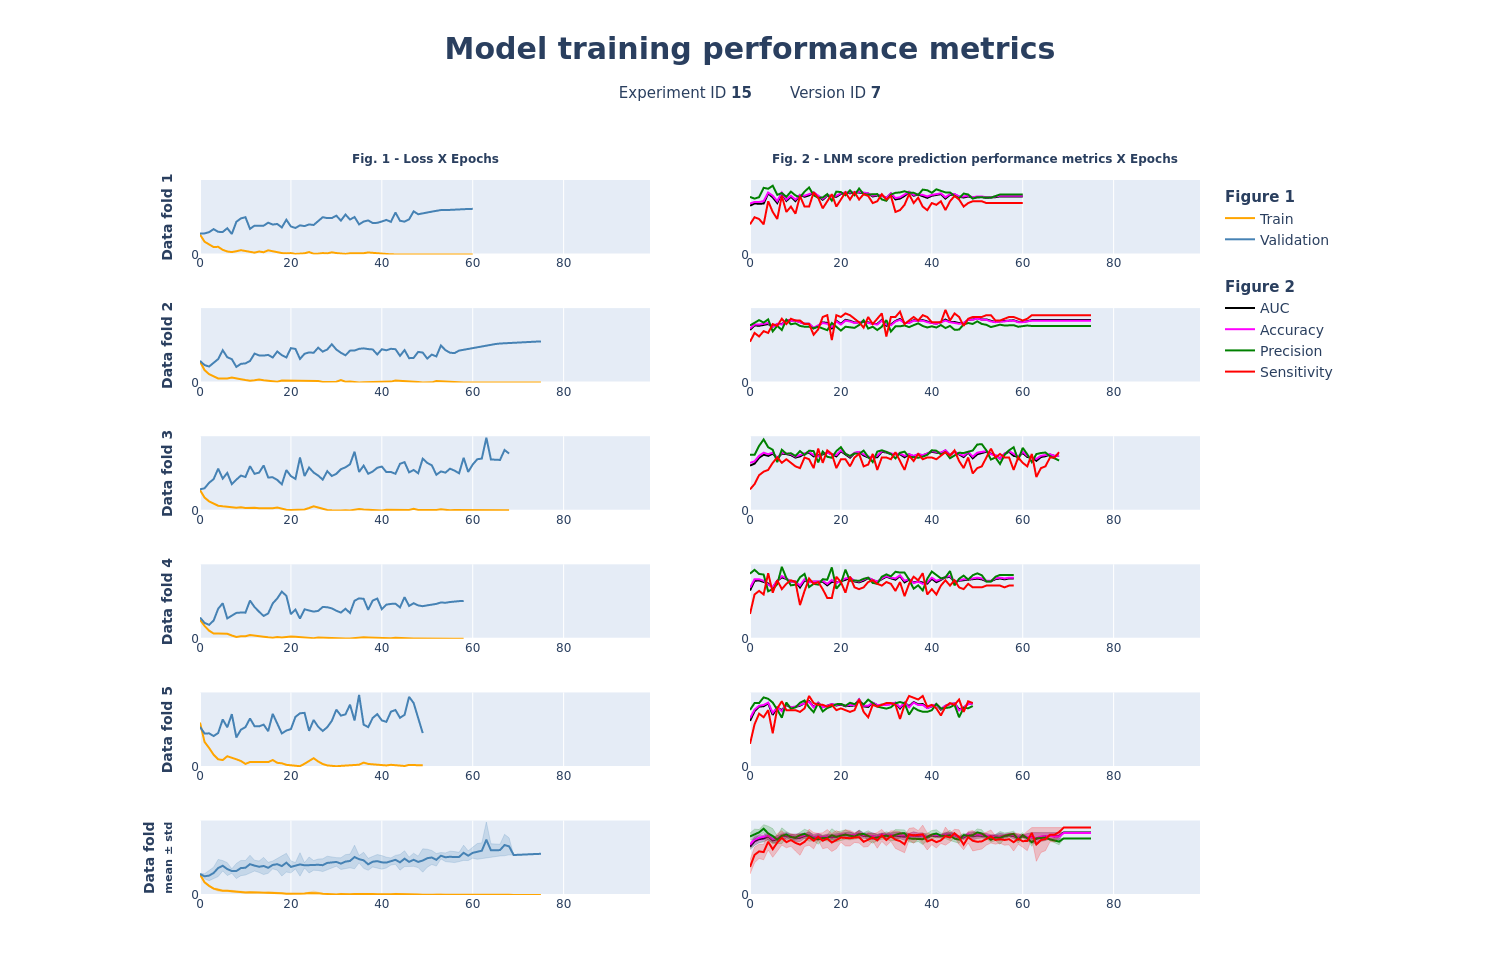 Model training performance metrics
Experiment ID 15 Version ID 7
Fig. 1 - Loss X Epochs
Fig. 2 - LNM score prediction performance metrics X Epochs
Data fold 1
0
0 20 40 60 80
0
0 20 40 60 80
Figure 1
Train
Validation
Figure 2
AUC
Accuracy
Precision
Sensitivity
Data fold 2
0
0 20 40 60 80
0
0 20 40 60 80
Data fold 3
0
0 20 40 60 80
0
0 20 40 60 80
Data fold 4
0
0 20 40 60 80
0
0 20 40 60 80
Data fold 5
0
0 20 40 60 80
0
0 20 40 60 80
Data fold
mean ± std
0
0 20 40 60 80
0
0 20 40 60 80